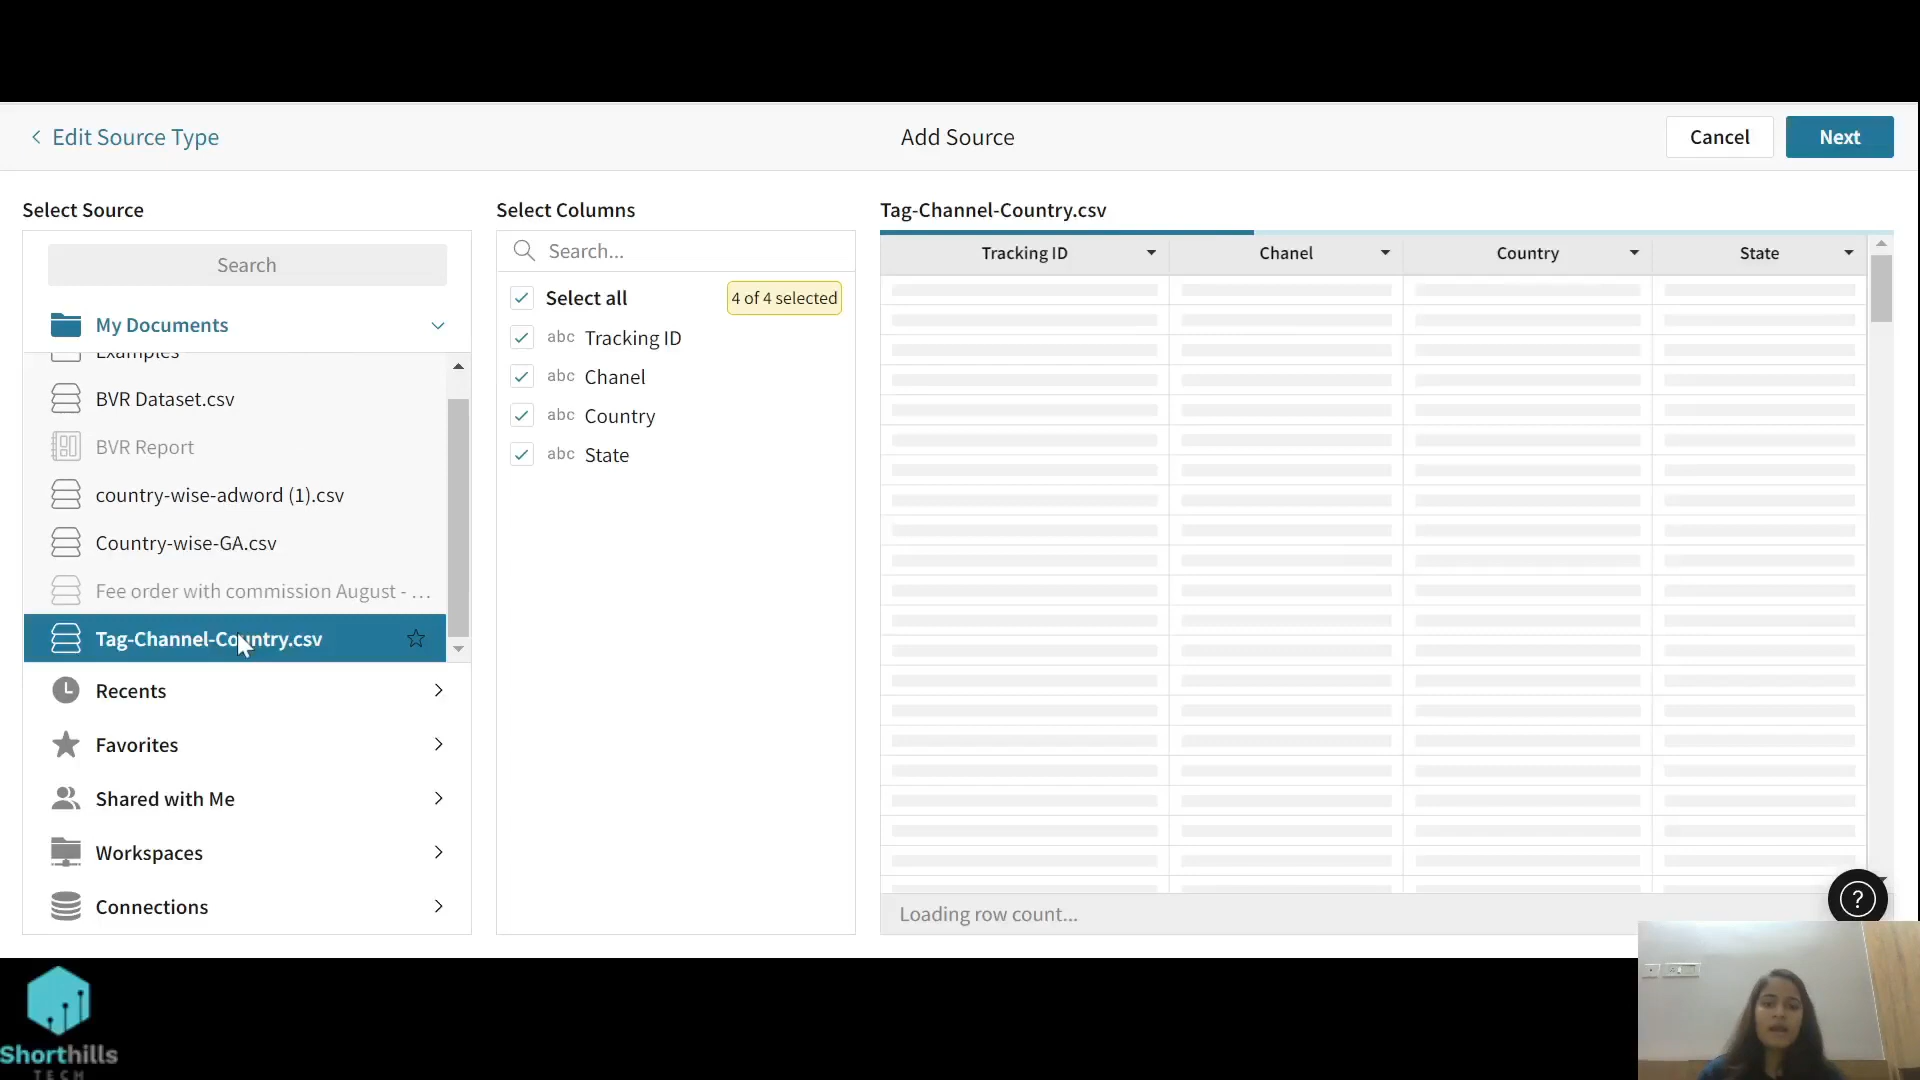 Edit Source Type
Add Source
Cancel
Next
Select Source
Search
My Documents
Examples
BVR Dataset.csv
BVR Report
country-wise-adword (1).csv
Country-wise-GA.csv
Fee order with commission August - ...
Tag-Channel-Country.csv
Recents
Favorites
Shared with Me
Workspaces
Connections
Select Columns
Search...
Select all
4 of 4 selected
abc Tracking ID
abc Chanel
abc Country
abc State
Tag-Channel-Country.csv
Tracking ID
Chanel
Country
State
Loading row count...
?
Shorthills
TECH